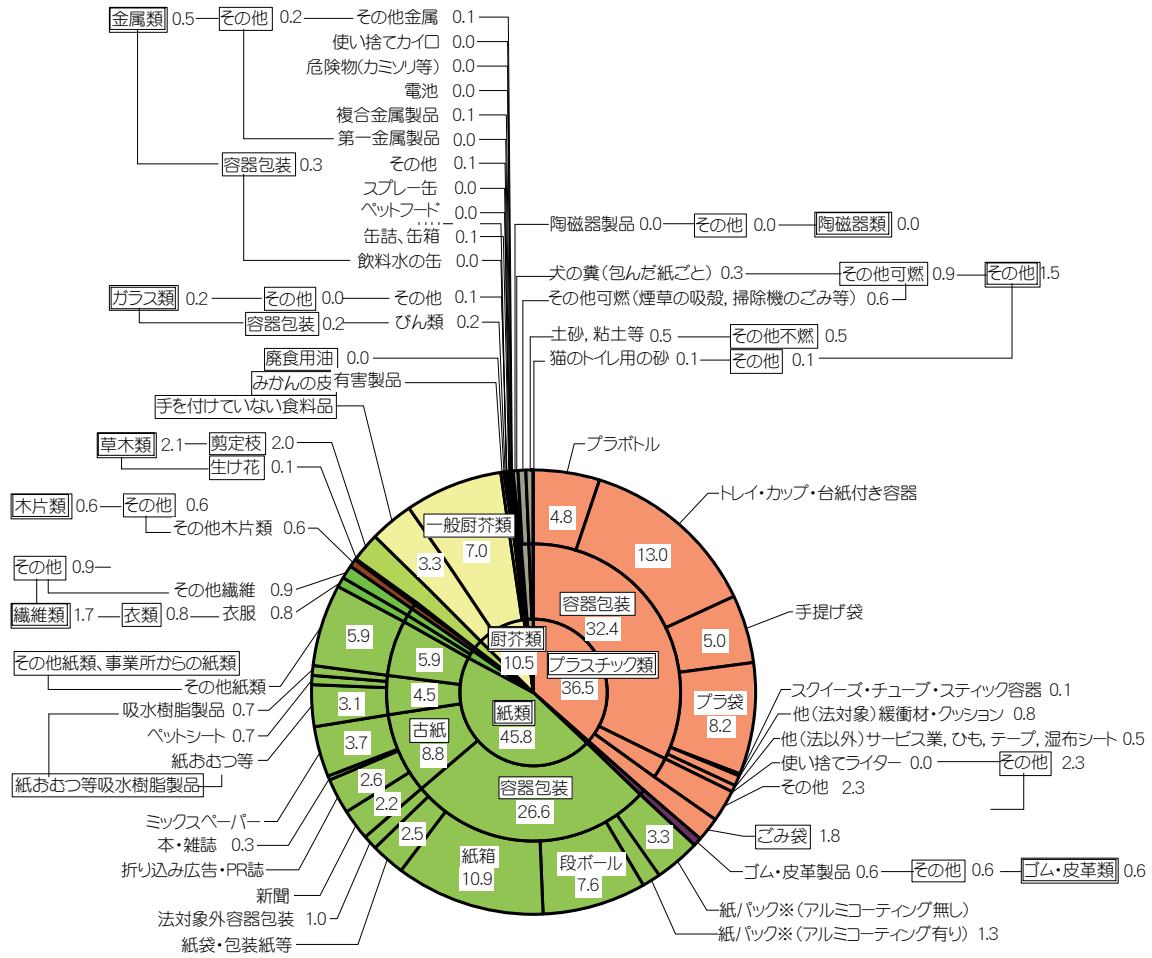 金属類 0.5 その他 0.2 その他金属 0.1
使い捨てカイロ 0.0
危険物(カミソリ等) 0.0
電池 0.0
複合金属製品 0.1
第一金属製品 0.0
容器包装 0.3 その他 0.1
スプレー缶 0.0
ペットフード 0.0
缶詰、缶箱 0.1
飲料水の缶 0.0
ガラス類 0.2 その他 0.0 その他 0.1
容器包装 0.2 びん類 0.2
廃食用油 0.0
みかんの皮 有害製品
手を付けていない食料品
草木類 2.1 剪定枝 2.0
生け花 0.1
木片類 0.6 その他 0.6
その他木片類 0.6
その他 0.9
その他繊維 0.9
繊維類 1.7 衣類 0.8 衣服 0.8
その他紙類、事業所からの紙類
その他紙類
吸水樹脂製品 0.7
ペットシート 0.7
紙おむつ等
紙おむつ等吸水樹脂製品
ミックスペーパー
本・雑誌 0.3
折り込み広告・PR誌
新聞
法対象外容器包装 1.0
紙袋・包装紙等
陶磁器製品 0.0 その他 0.0 陶磁器類 0.0
犬の糞(包んだ紙ごと) 0.3 その他可燃 0.9 その他 1.5
その他可燃(煙草の吸殻, 掃除機のごみ等) 0.6
土砂, 粘土等 0.5 その他不燃 0.5
猫のトイレ用の砂 0.1 その他 0.1
プラボトル
トレイ・カップ・台紙付き容器
手提げ袋
スクイーズ・チューブ・スティック容器 0.1
他(法対象)緩衝材・クッション 0.8
他(法以外)サービス業, ひも, テープ, 湿布シート 0.5
使い捨てライター 0.0 その他 2.3
その他 2.3
ごみ袋 1.8
ゴム・皮革製品 0.6 その他 0.6 ゴム・皮革類 0.6
紙パック※(アルミコーティング無し)
紙パック※(アルミコーティング有り) 1.3
4.8
13.0
5.0
プラ袋
8.2
容器包装
32.4
プラスチック類
36.5
一般厨芥類
7.0
3.3
厨芥類
10.5
紙類
45.8
5.9
5.9
4.5
3.1
古紙
8.8
3.7
2.6
2.2
2.5
容器包装
26.6
紙箱
10.9
段ボール
7.6
3.3